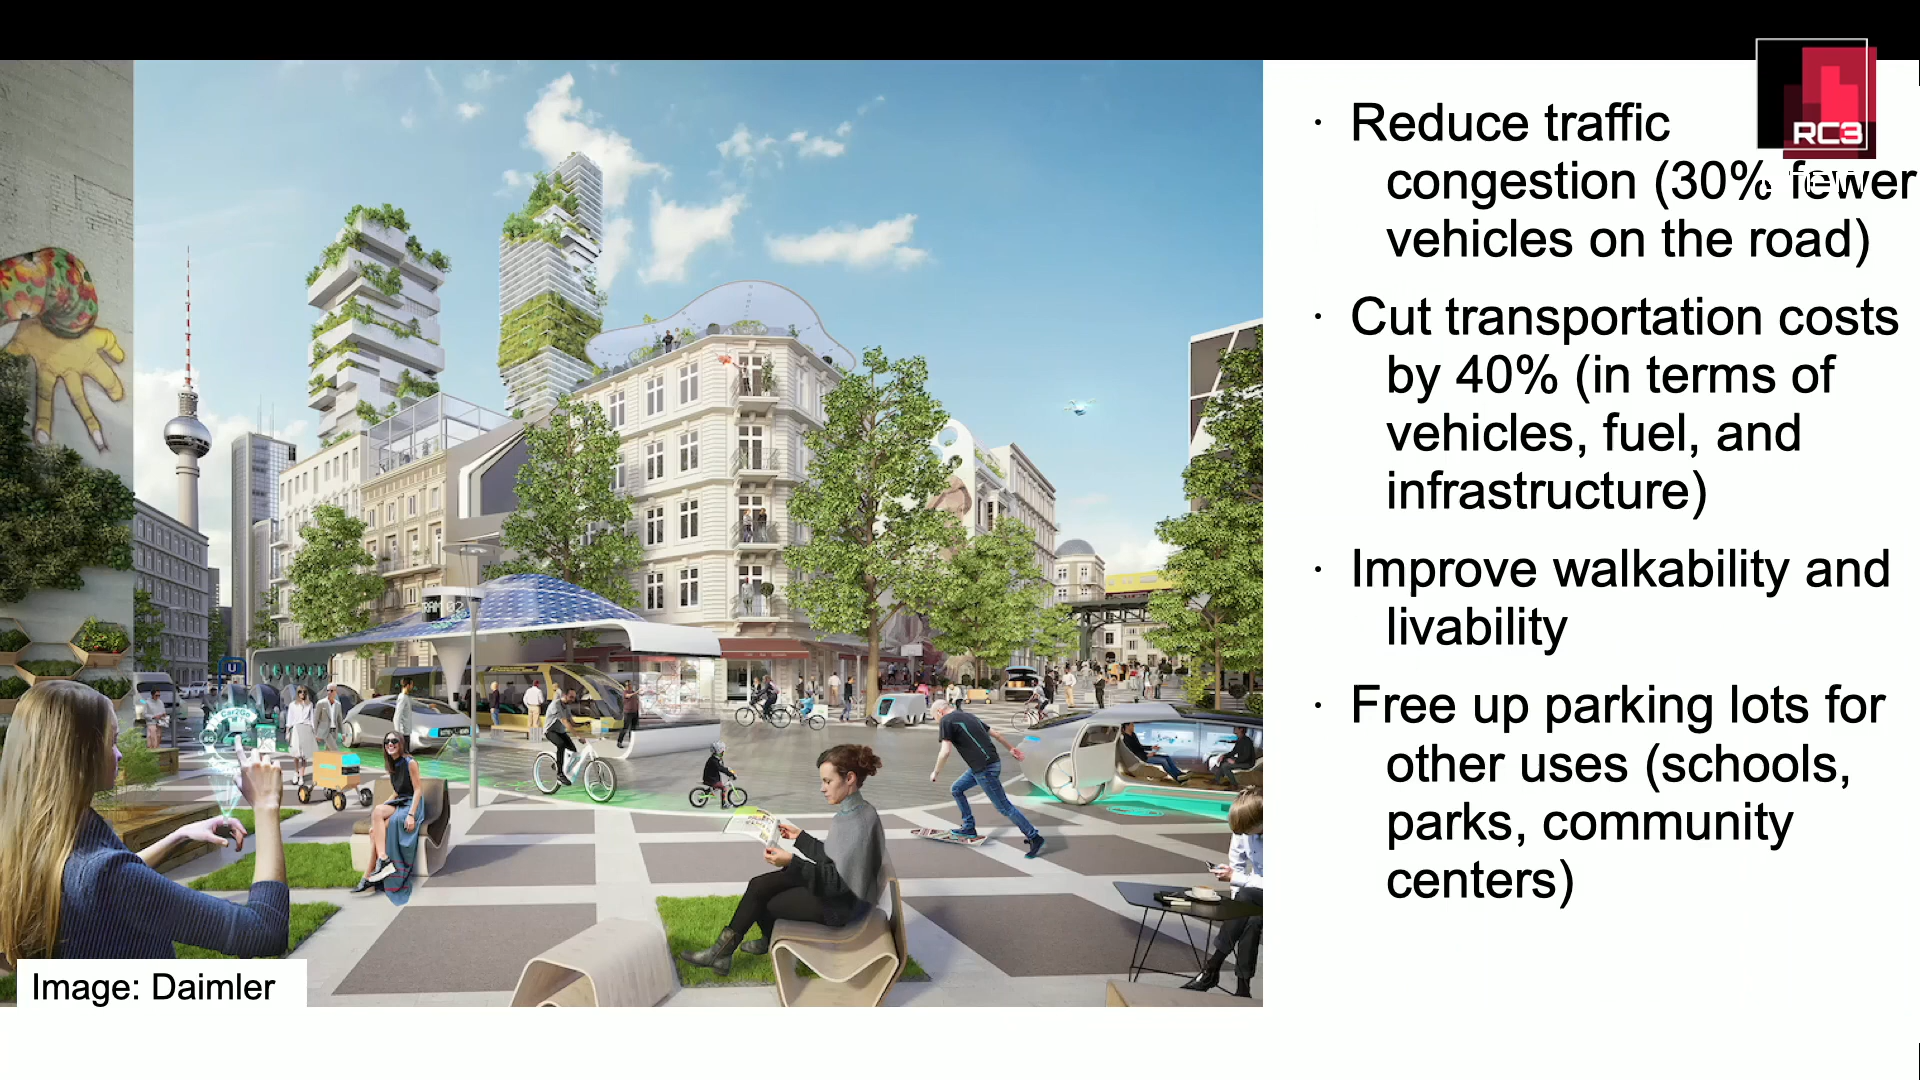 RC3
· Reduce traffic
congestion (30% fewer
vehicles on the road)
· Cut transportation costs
by 40% (in terms of
vehicles, fuel, and
infrastructure)
· Improve walkability and
livability
· Free up parking lots for
other uses (schools,
parks, community
centers)
Car2Go
U
Image: Daimler